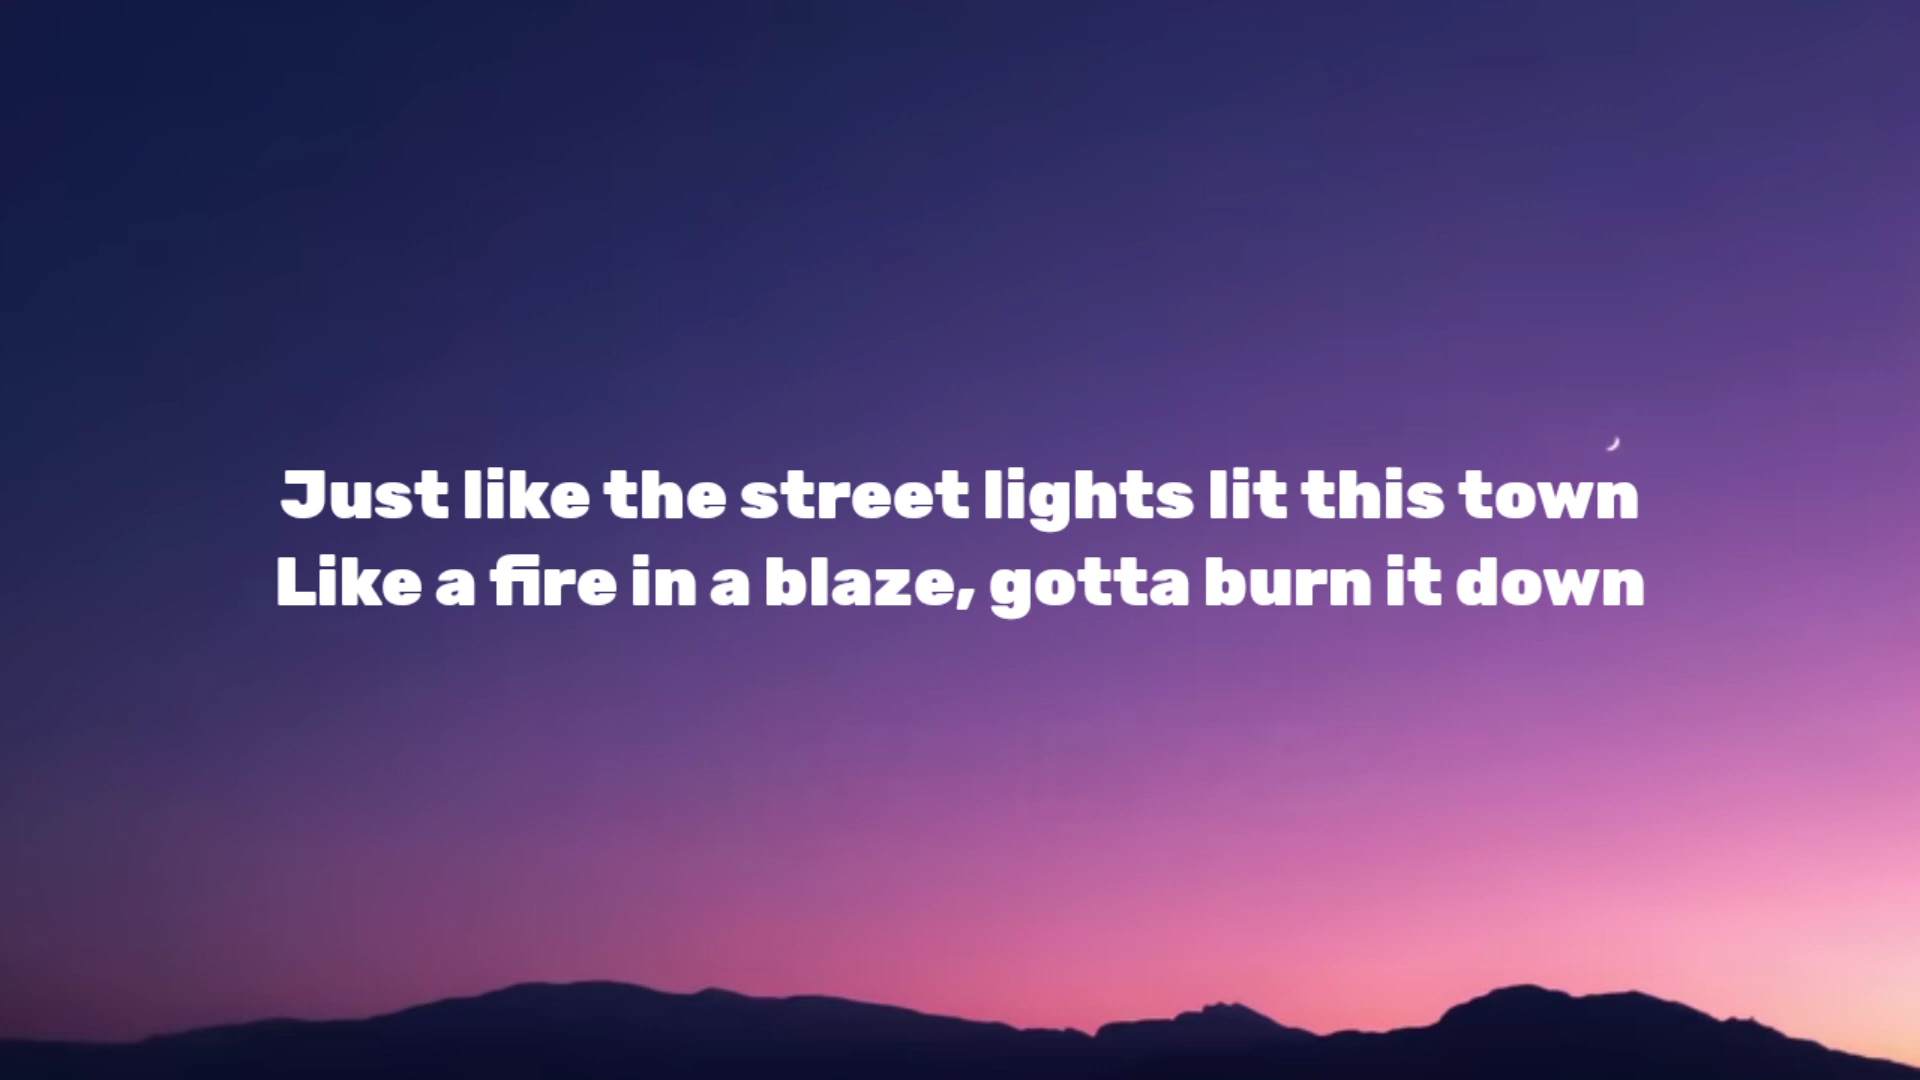 Just like the street lights lit this town
Like a fire in a blaze, gotta burn it down